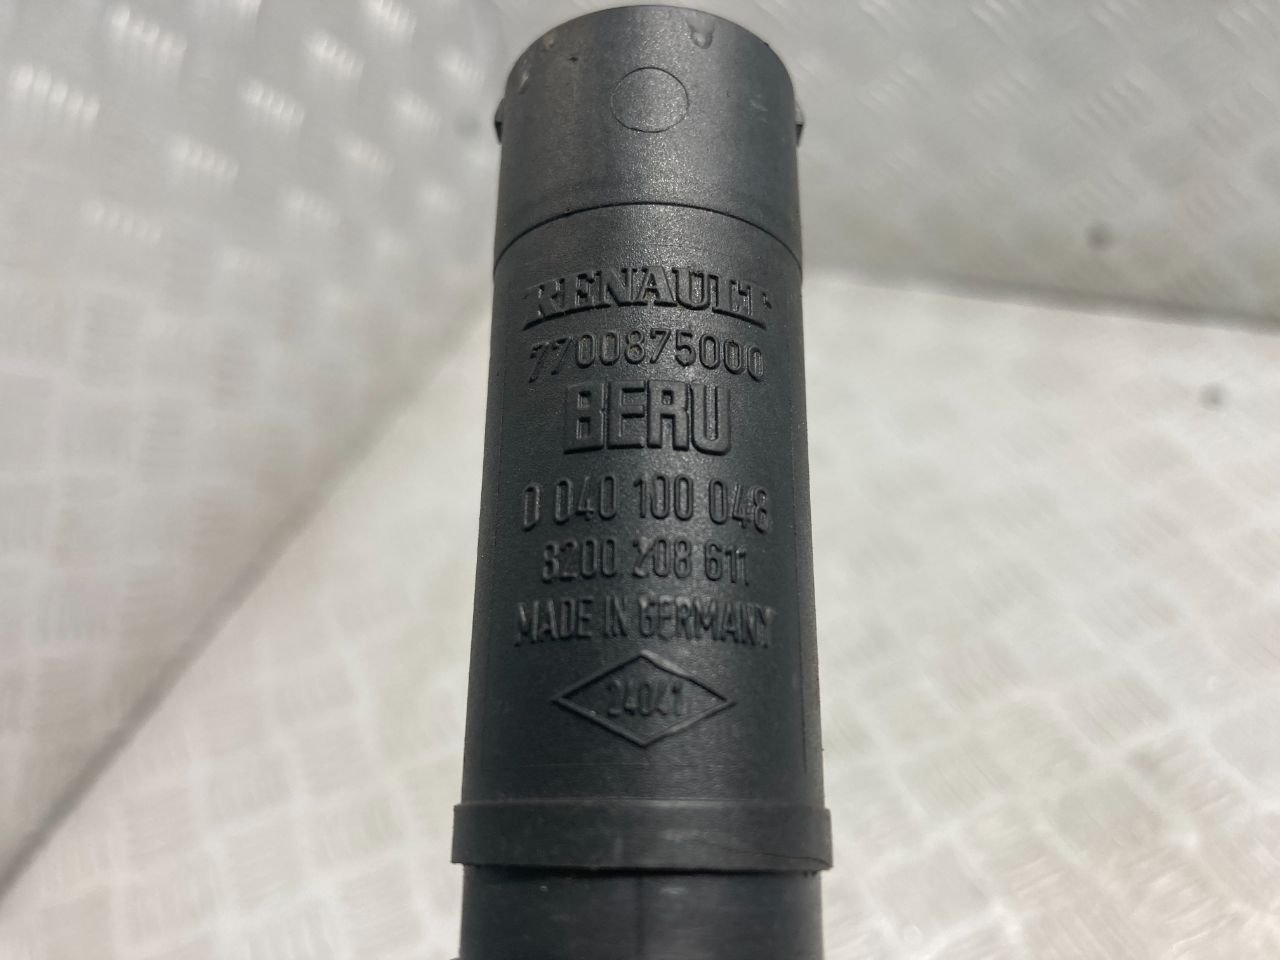 RENAULT
7700875000
BERU
0 040 100 048
8200 208 611
MADE IN GERMANY
24041